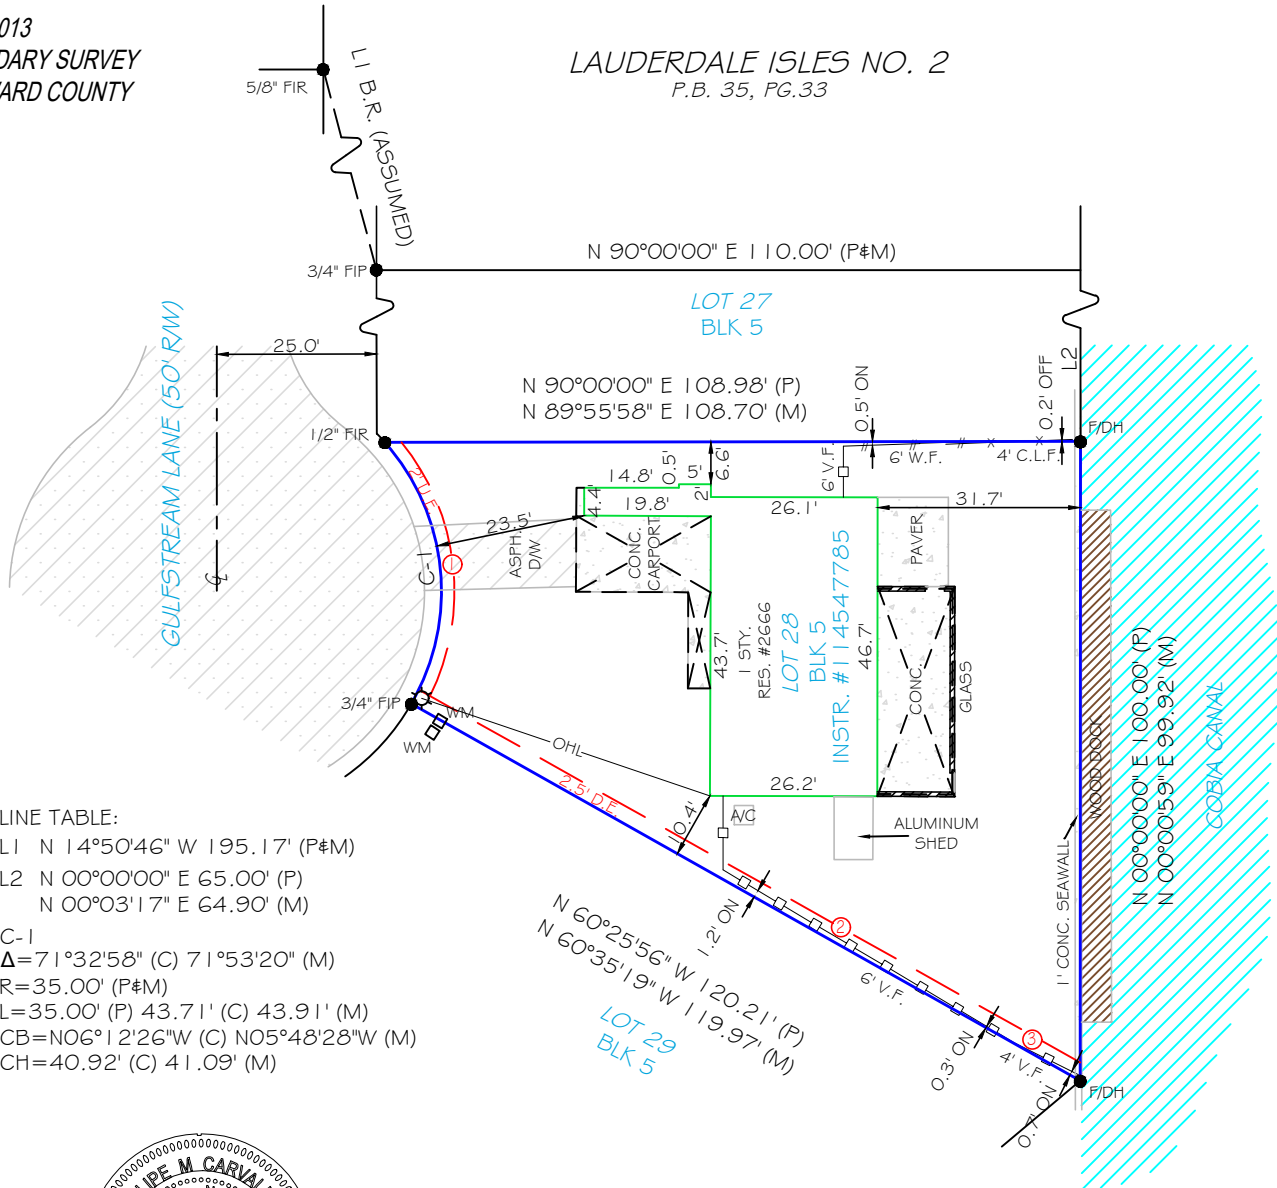 013
DARY SURVEY
ARD COUNTY
LAUDERDALE ISLES NO. 2
P.B. 35, PG.33
5/8" FIR
L1 B.R. (ASSUMED)
N 90°00'00" E 110.00' (P&M)
3/4" FIP
LOT 27
BLK 5
25.0'
GULFSTREAM LANE (50' R/W)
N 90°00'00" E 108.98' (P)
N 89°55'58" E 108.70' (M)
0.5' ON
0.2' OFF
L2
1/2" FIR
F/DH
6' W.F.
4' C.L.F.
6' V.F.
6.6'
2' U.E.
14.8'
0.5'
5'
2'
4.4'
19.8'
26.1'
31.7'
23.5'
ASPH.
D/W
CONC.
CARPORT
C-1
1
PAVER
43.7'
1 STY.
RES. #2666
LOT 28
BLK 5
INSTR. #114547785
46.7'
CONC.
GLASS
WOOD DOCK
N 00°00'00" E 100.00' (P)
N 00°00'59" E 99.92' (M)
COBIA CANAL
3/4" FIP
WM
WM
OHL
2.5' D.E.
26.2'
10.4'
A/C
ALUMINUM
SHED
1' CONC. SEAWALL
1.2' ON
2
6' V.F.
N 60°25'56" W 120.21' (P)
N 60°35'19" W 119.97' (M)
LOT 29
BLK 5
0.3' ON
3
4' V.F.
0.7' ON
F/DH
LINE TABLE:
L1 N 14°50'46" W 195.17' (P&M)
L2 N 00°00'00" E 65.00' (P)
N 00°03'17" E 64.90' (M)
C-1
Δ=71°32'58" (C) 71°53'20" (M)
R=35.00' (P&M)
L=35.00' (P) 43.71' (C) 43.91' (M)
CB=N06°12'26"W (C) N05°48'28"W (M)
CH=40.92' (C) 41.09' (M)
IPE M CARVAL